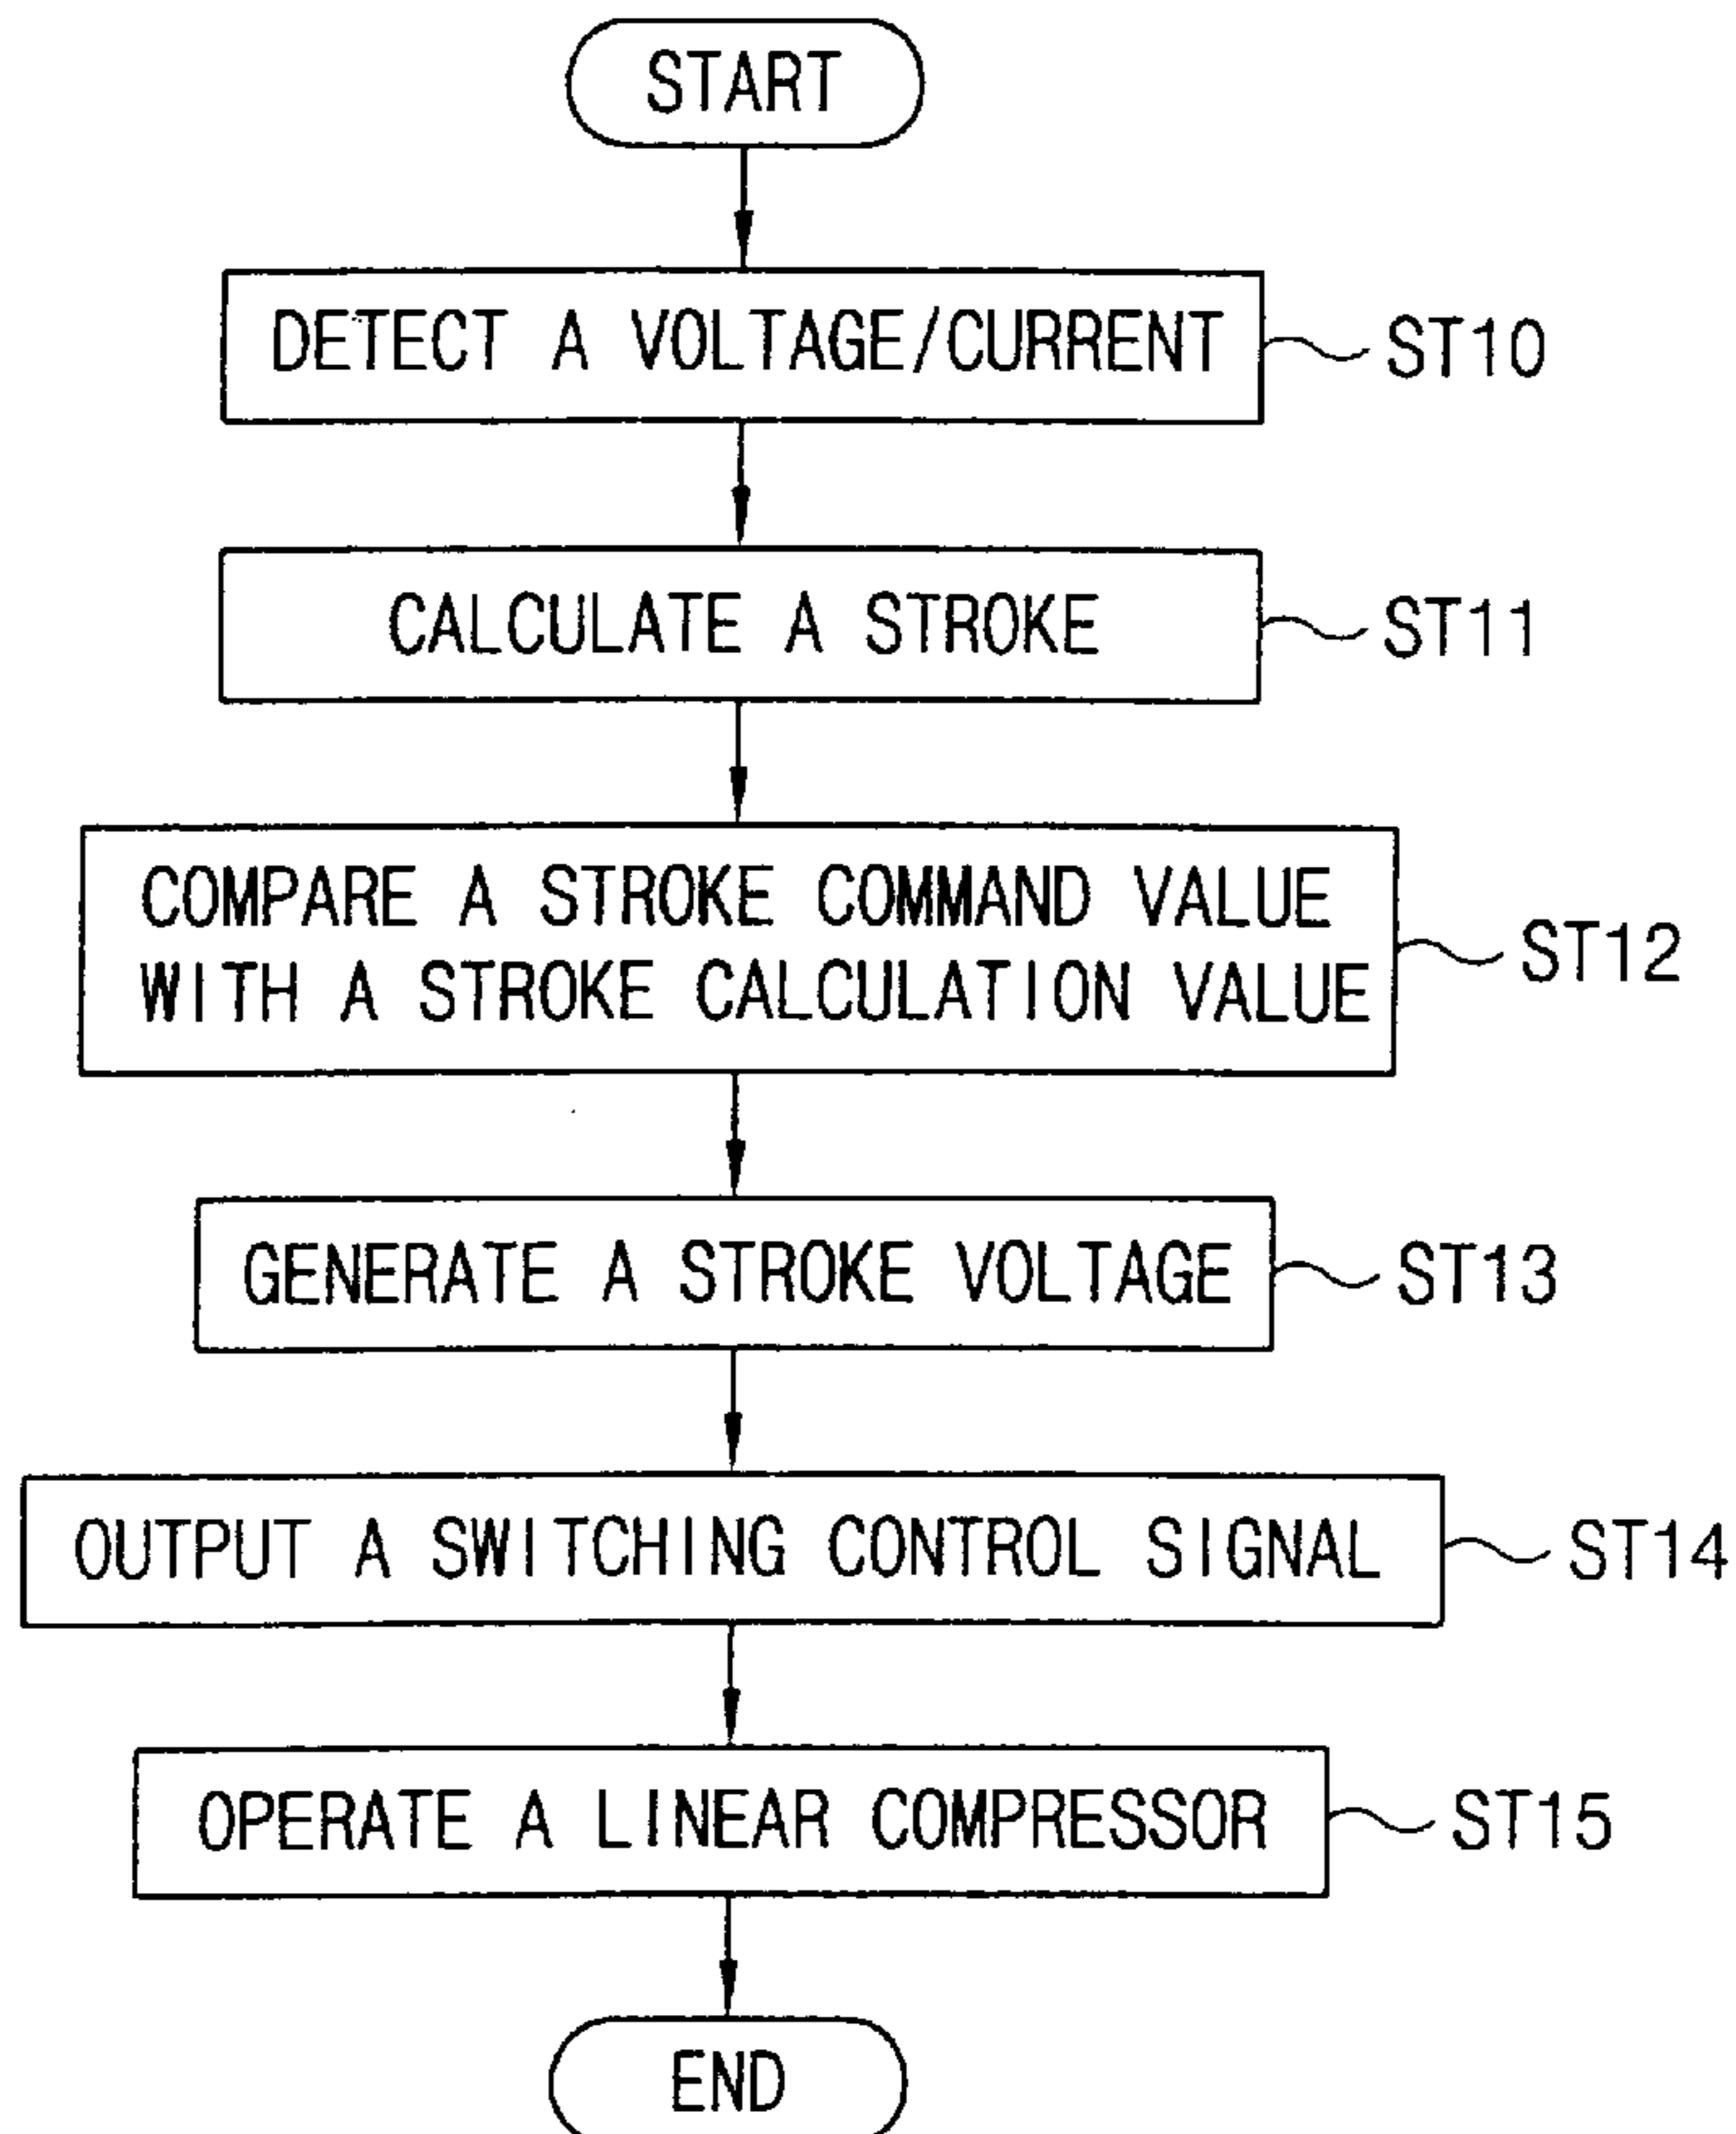 START
DETECT A VOLTAGE/CURRENT
ST10
CALCULATE A STROKE
ST11
COMPARE A STROKE COMMAND VALUE
WITH A STROKE CALCULATION VALUE
ST12
GENERATE A STROKE VOLTAGE
ST13
OUTPUT A SWITCHING CONTROL SIGNAL
ST14
OPERATE A LINEAR COMPRESSOR
ST15
END